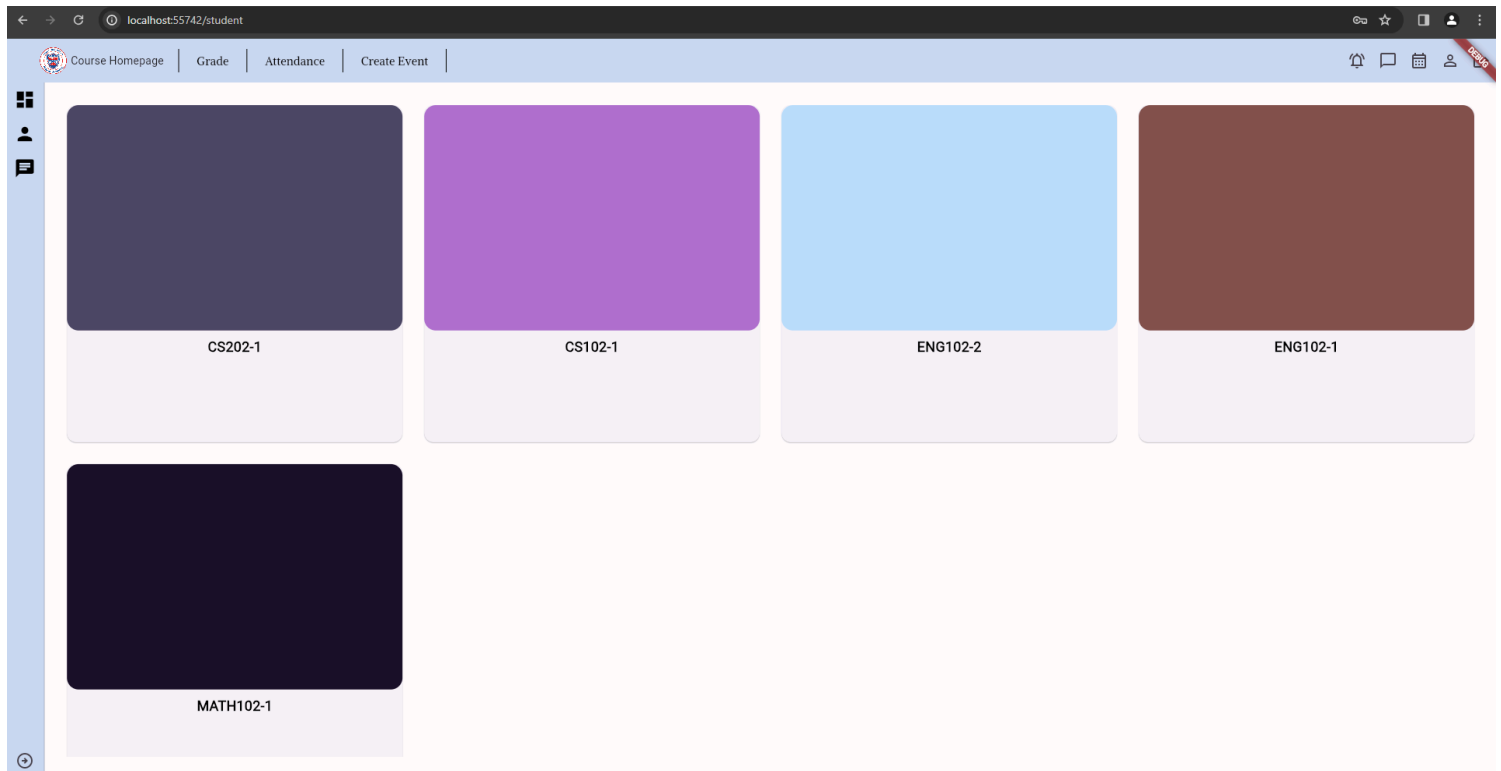 localhost:55742/student
Course Homepage Grade Attendance Create Event
DEBUG
CS202-1 CS102-1 ENG102-2 ENG102-1
MATH102-1